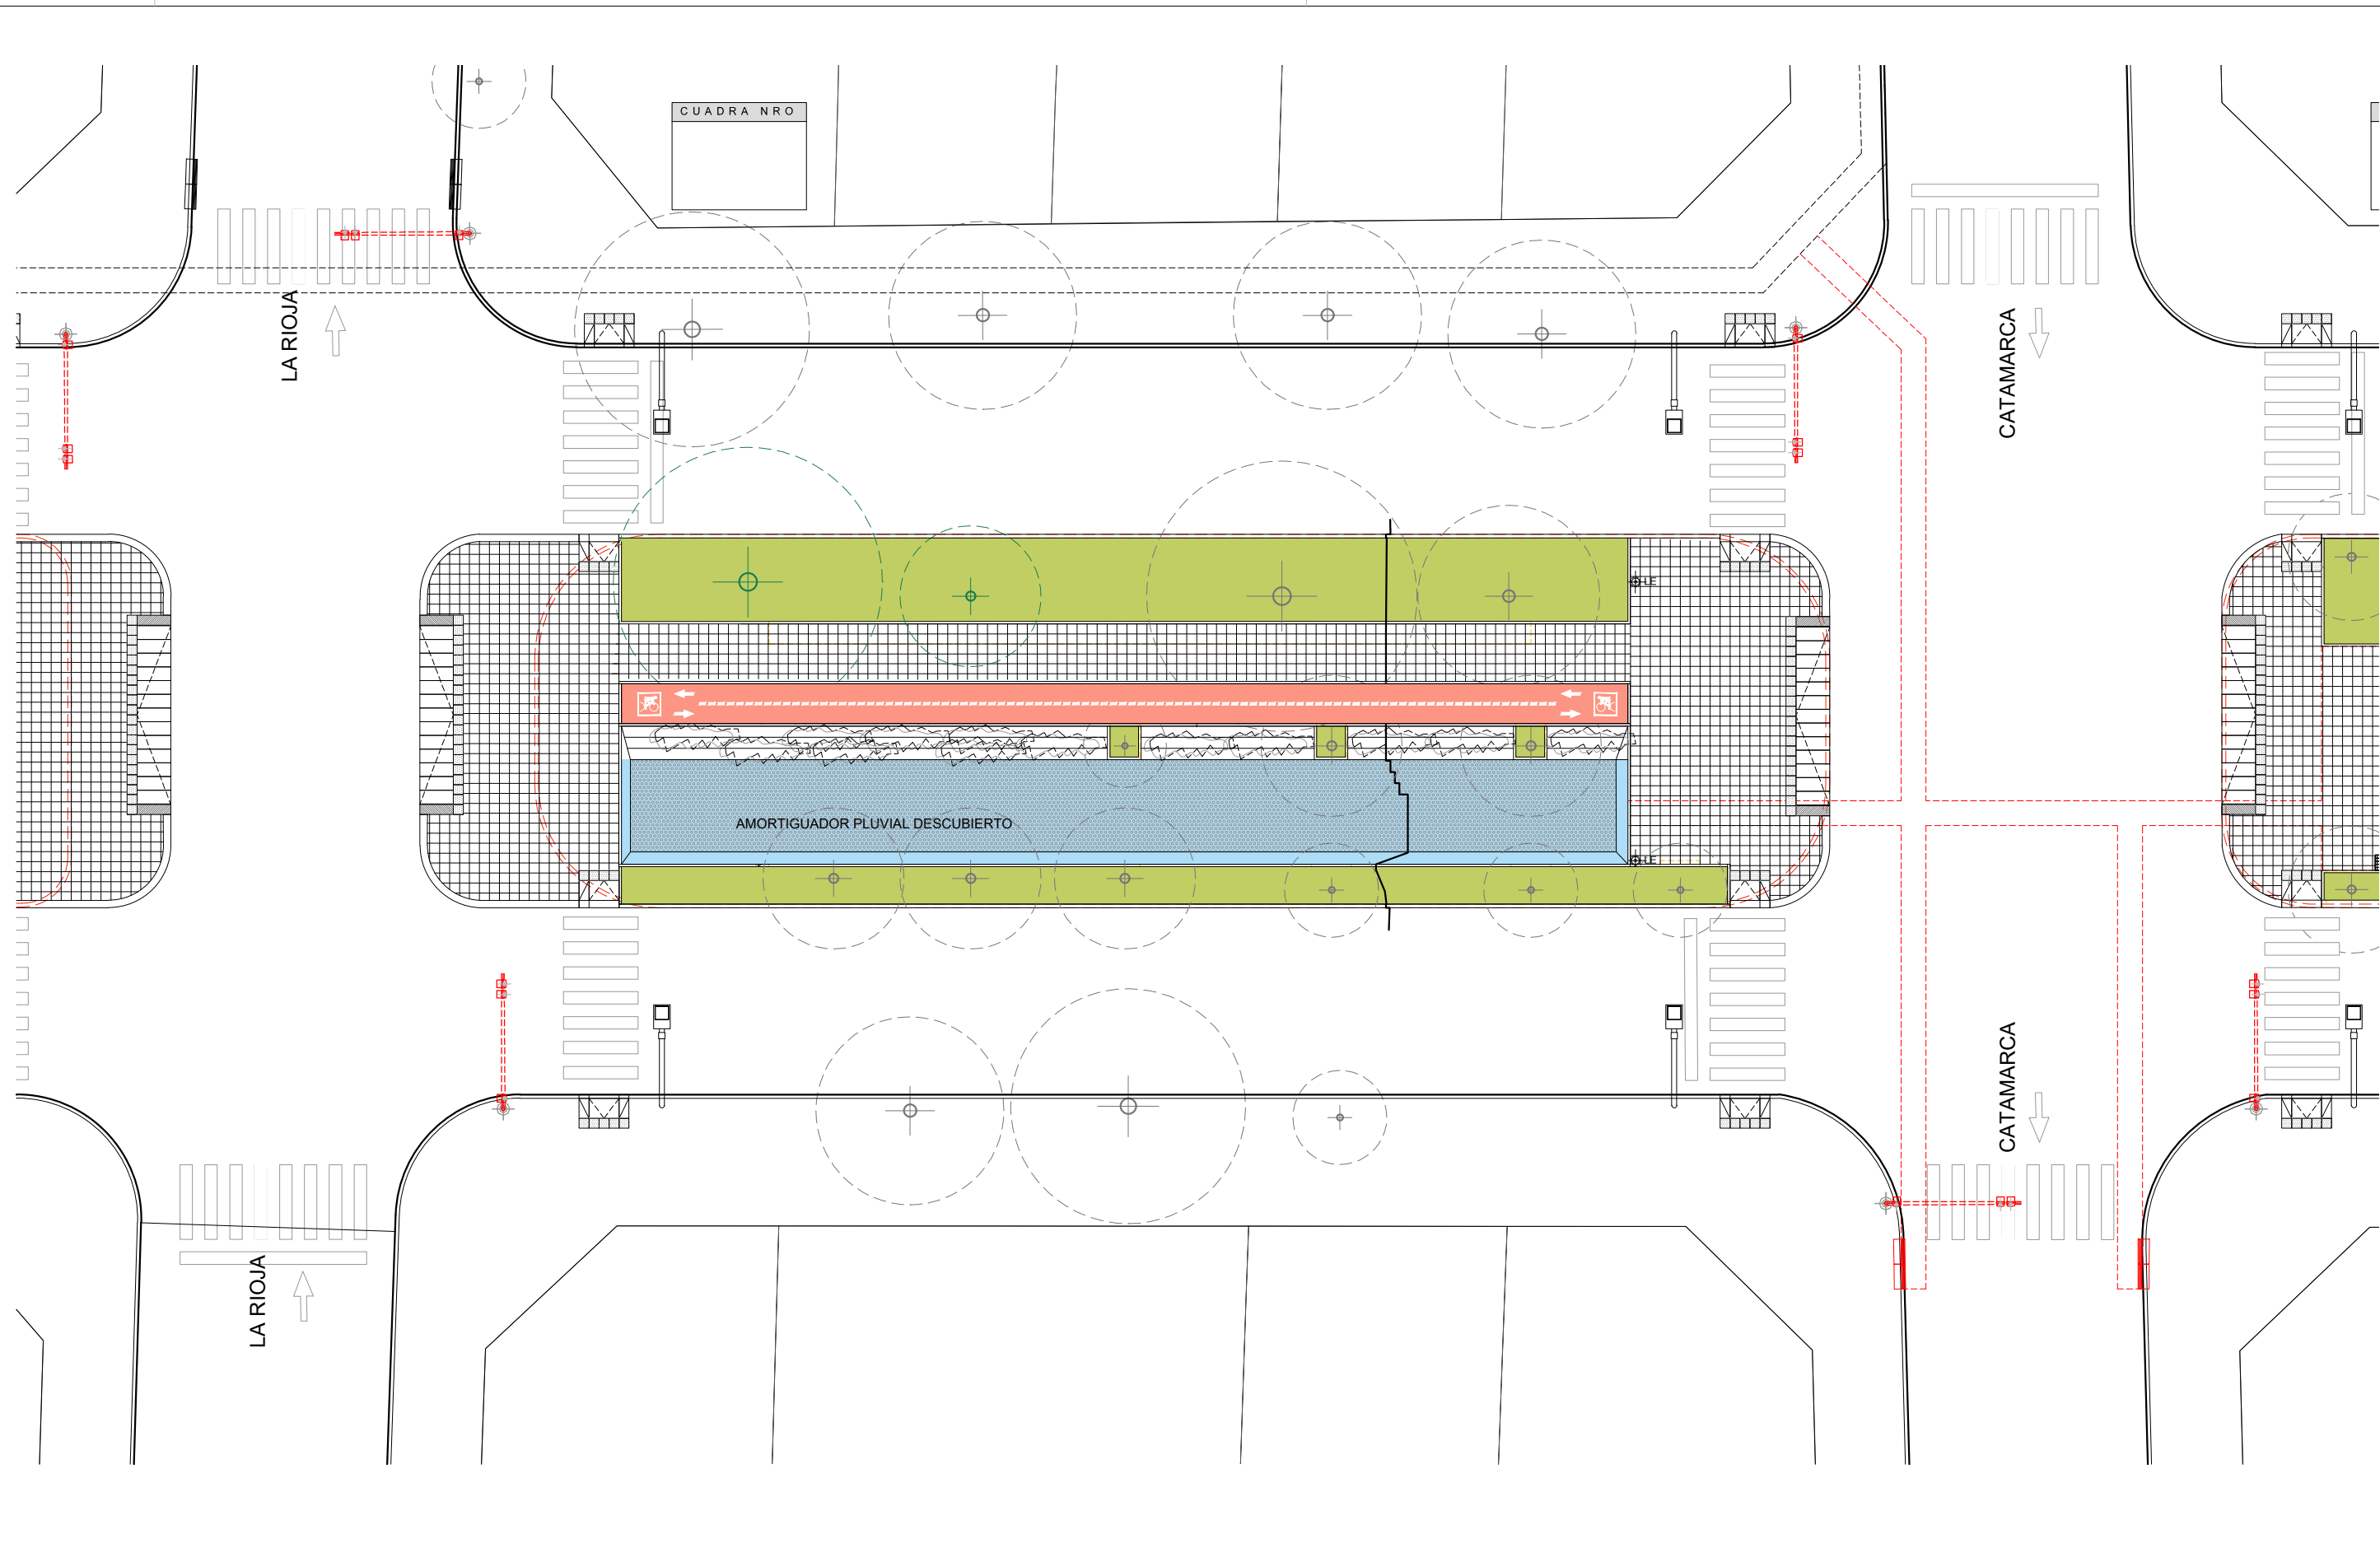 CUADRA NRO
LA RIOJA
CATAMARCA
LE
AMORTIGUADOR PLUVIAL DESCUBIERTO
LE
CATAMARCA
LA RIOJA